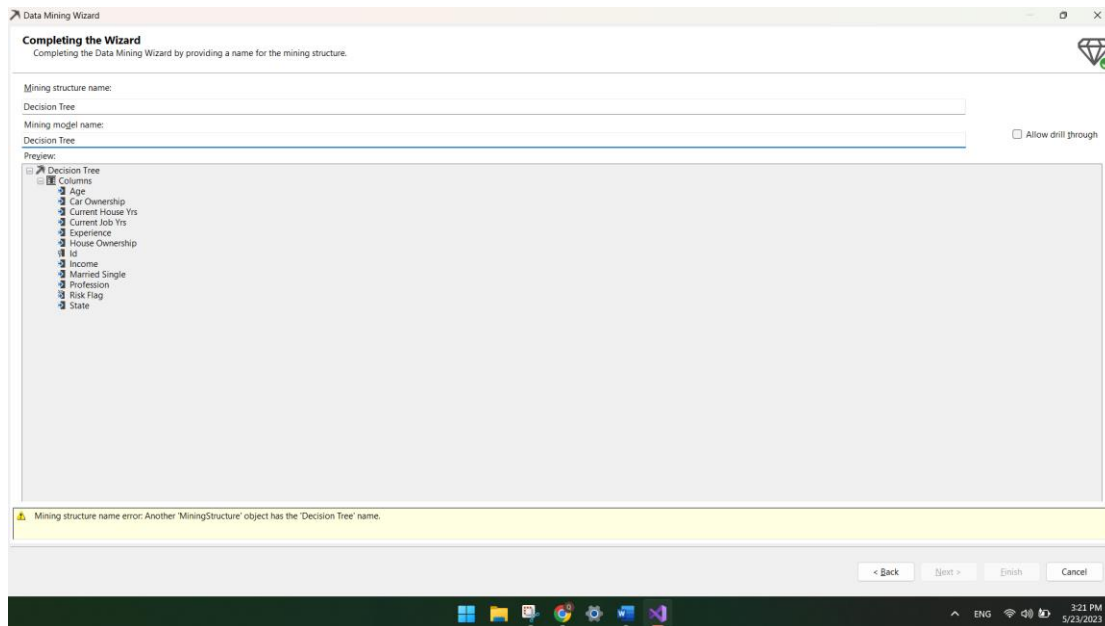 Data Mining Wizard
Completing the Wizard
Completing the Data Mining Wizard by providing a name for the mining structure.
Mining structure name:
Decision Tree
Mining model name:
Decision Tree
Allow drill through
Preview:
Decision Tree
Columns
Age
Car Ownership
Current House Yrs
Current Job Yrs
Experience
House Ownership
Id
Income
Married Single
Profession
Risk Flag
State
Mining structure name error: Another 'MiningStructure' object has the 'Decision Tree' name.
< Back Next > Finish Cancel
ENG 3:21 PM
5/23/2023